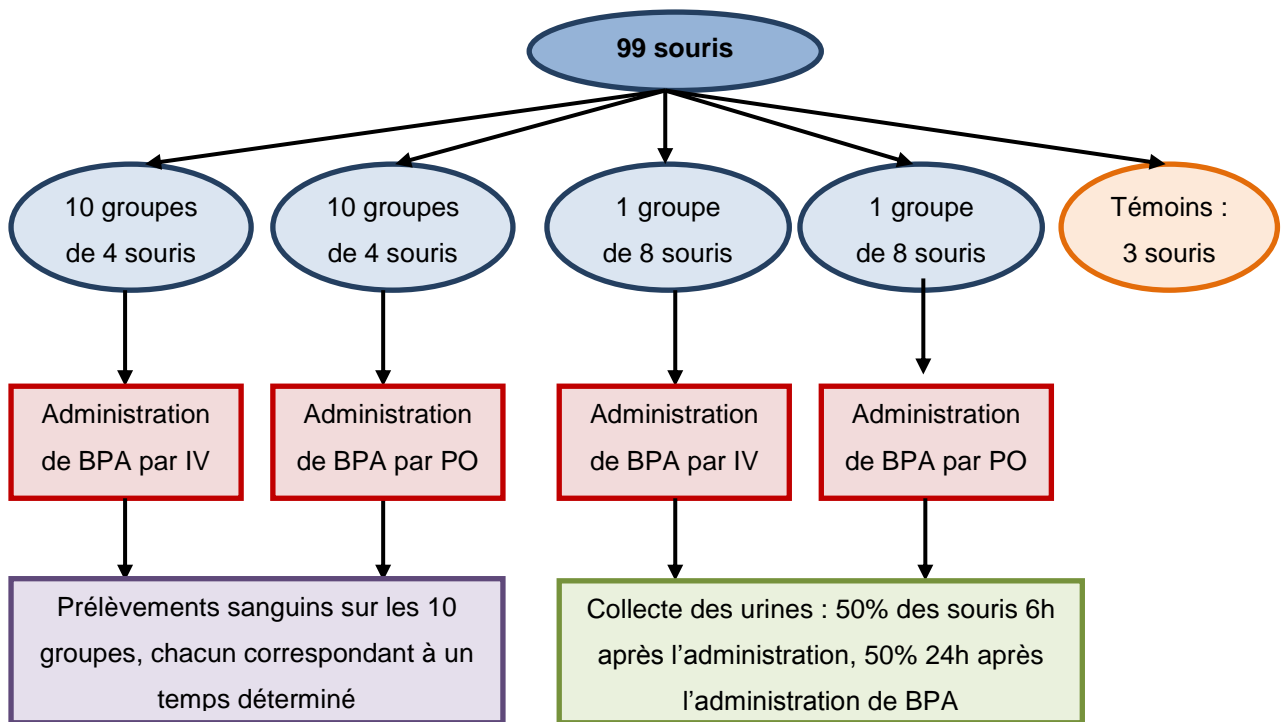 99 souris
10 groupes
de 4 souris
10 groupes
de 4 souris
1 groupe
de 8 souris
1 groupe
de 8 souris
Témoins :
3 souris
Administration
de BPA par IV
Administration
de BPA par PO
Administration
de BPA par IV
Administration
de BPA par PO
Prélèvements sanguins sur les 10
groupes, chacun correspondant à un
temps déterminé
Collecte des urines : 50% des souris 6h
après l’administration, 50% 24h après
l’administration de BPA